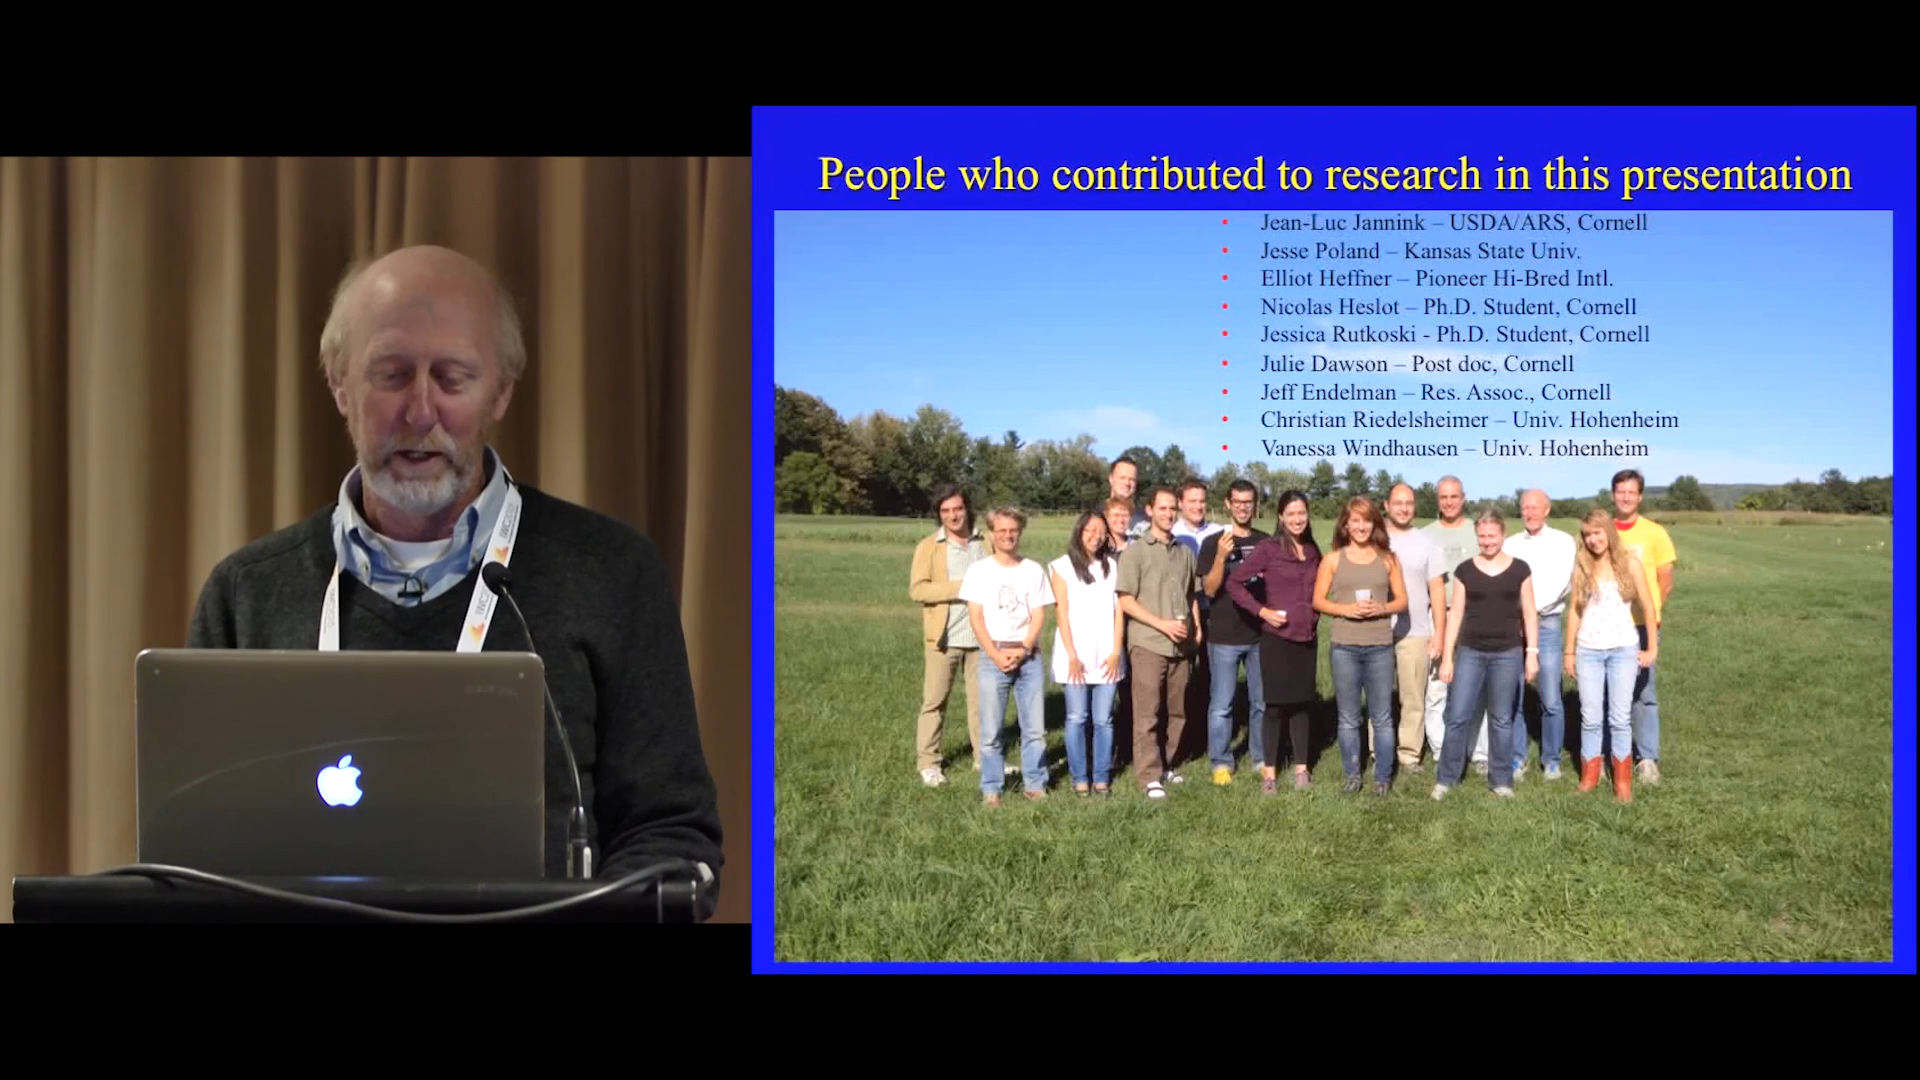 People who contributed to research in this presentation
• Jean-Luc Jannink – USDA/ARS, Cornell
• Jesse Poland – Kansas State Univ.
• Elliot Heffner – Pioneer Hi-Bred Intl.
• Nicolas Heslot – Ph.D. Student, Cornell
• Jessica Rutkoski - Ph.D. Student, Cornell
• Julie Dawson – Post doc, Cornell
• Jeff Endelman – Res. Assoc., Cornell
• Christian Riedelsheimer – Univ. Hohenheim
• Vanessa Windhausen – Univ. Hohenheim